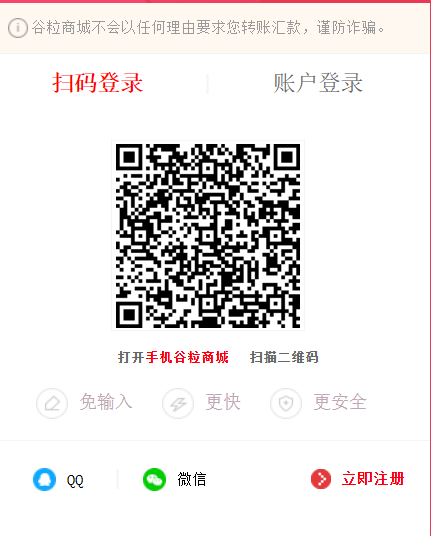 谷粒商城不会以任何理由要求您转账汇款，谨防诈骗。
扫码登录 账户登录
打开手机谷粒商城 扫描二维码
免输入 更快 更安全
QQ 微信 立即注册